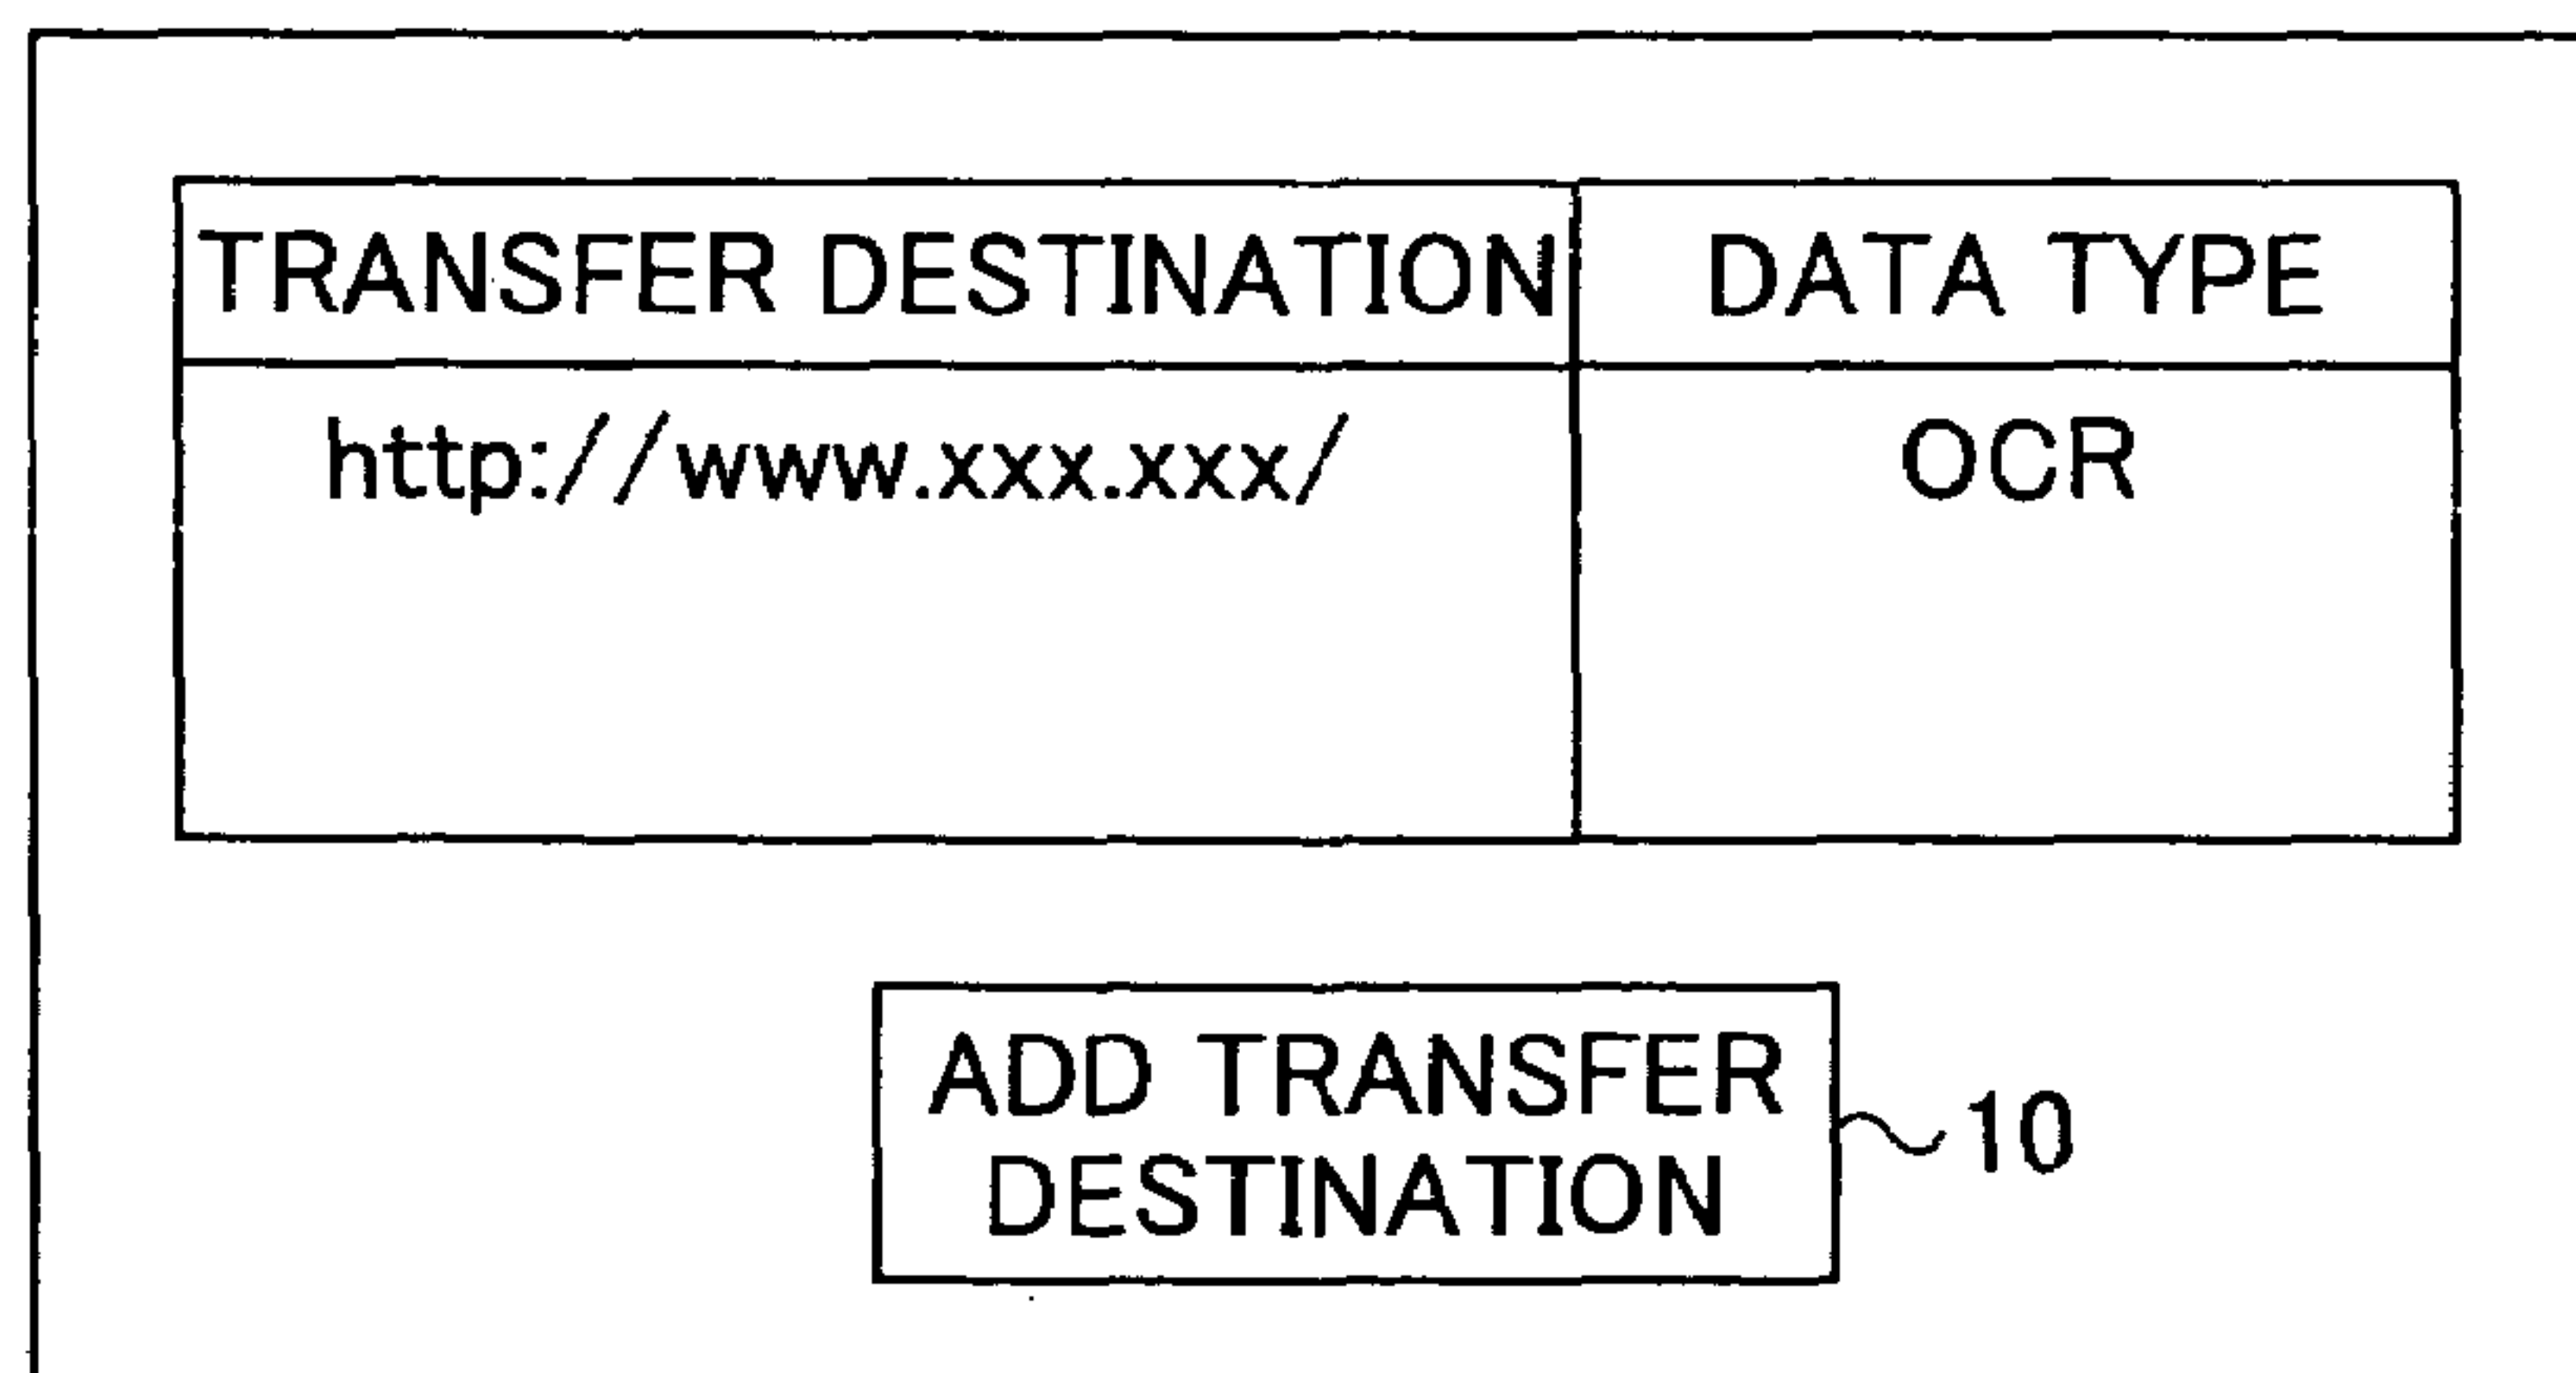 TRANSFER DESTINATION DATA TYPE
http://www.xxx.xxx/ OCR
ADD TRANSFER
DESTINATION
10